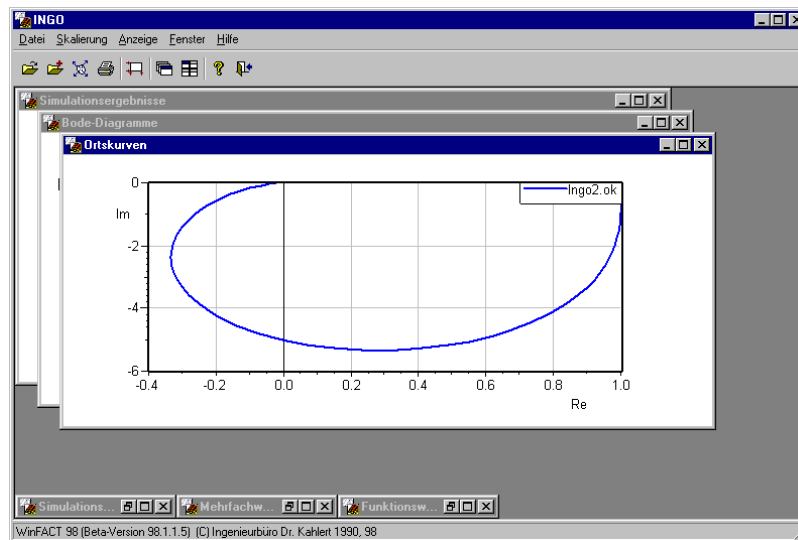 INGO
Datei Skalierung Anzeige Fenster Hilfe
Simulationsergebnisse
Bode-Diagramme
Ortskurven
Ingo2.ok
0
Im
-2
-4
-6
-0.4 -0.2 0.0 0.2 0.4 0.6 0.8 1.0
Re
Simulations... Mehrfachw... Funktionsw...
WinFACT 98 (Beta-Version 98.1.1.5) (C) Ingenieurbüro Dr. Kahlert 1990, 98